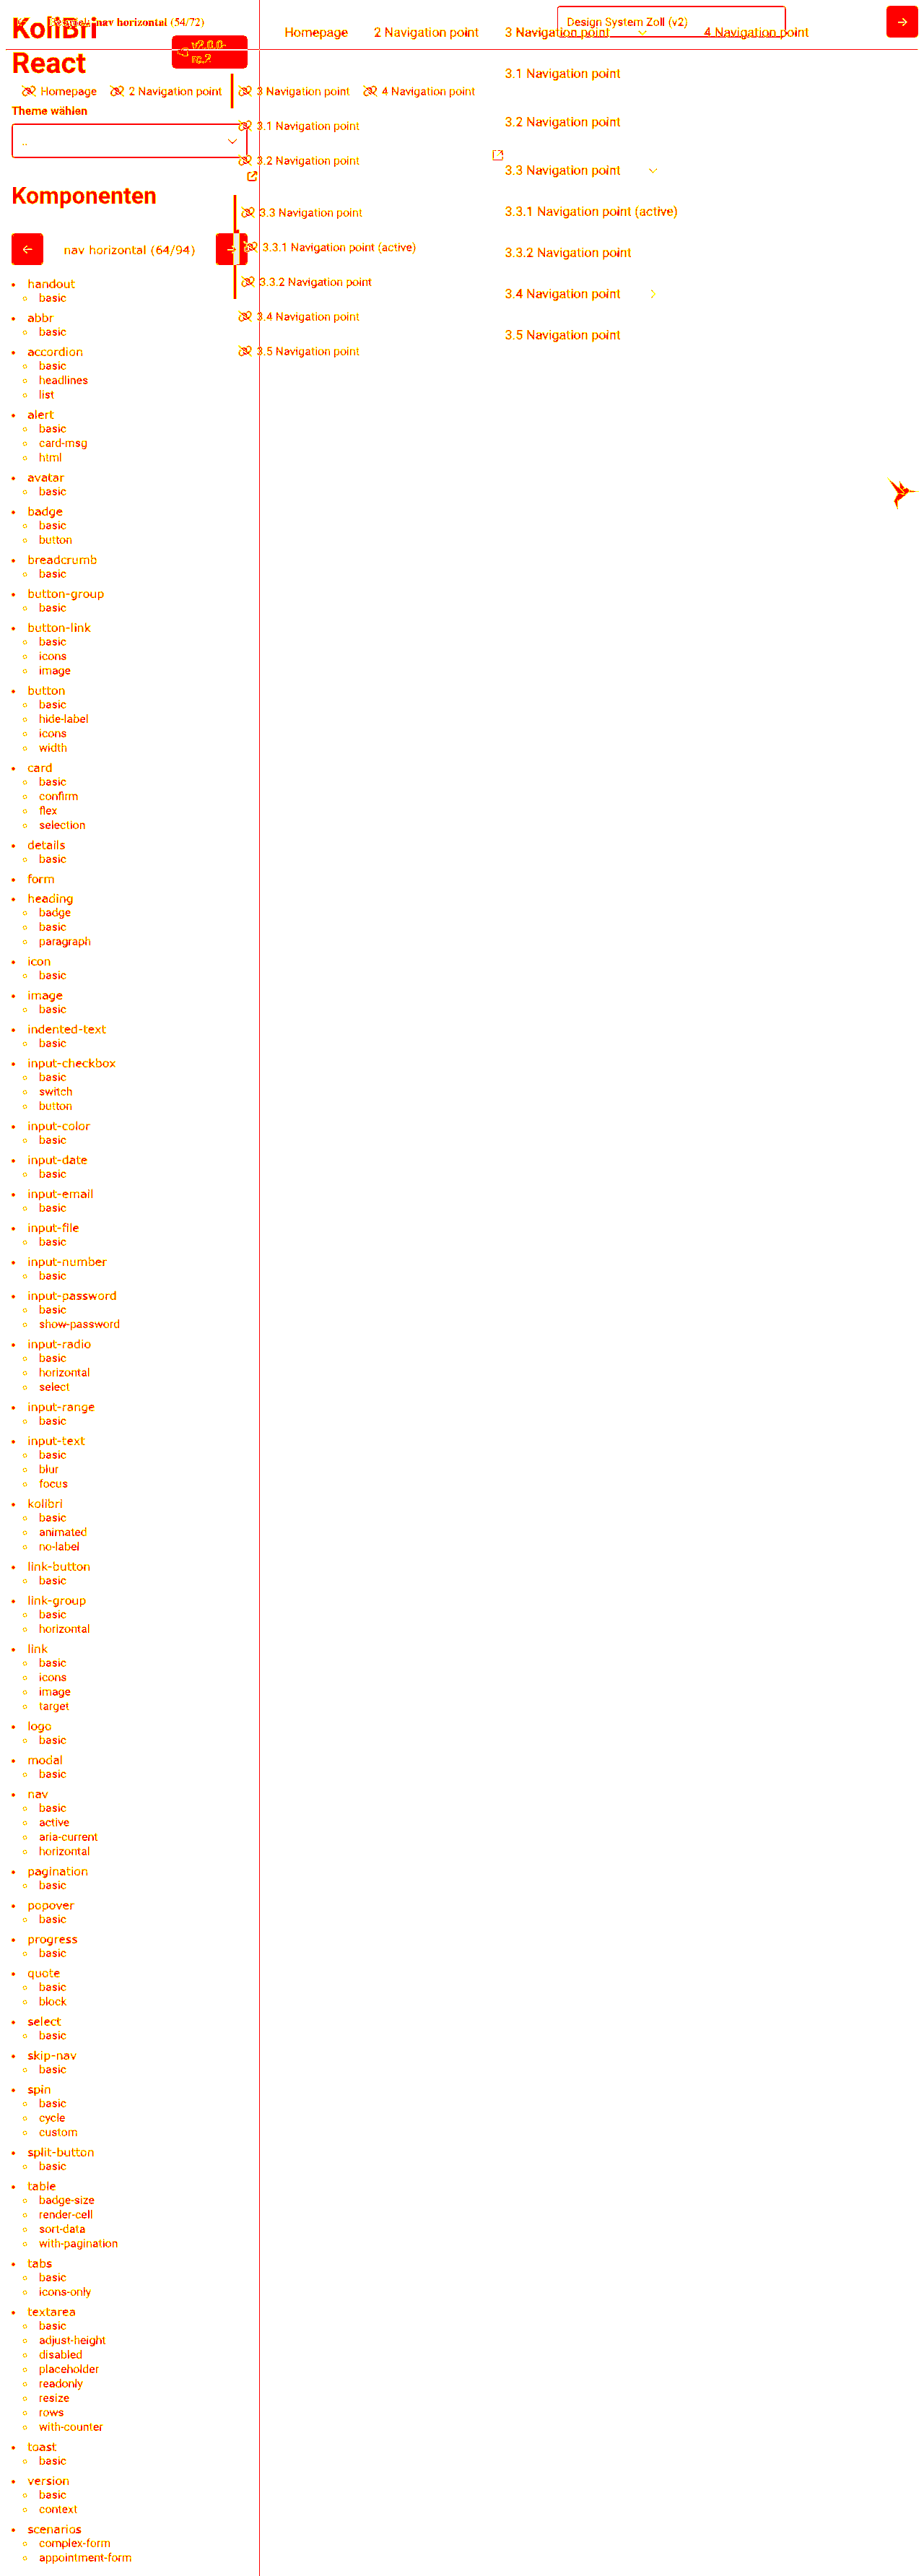 KoliBri
React
nav horizontal (54/72)
v2.0.0-
rc.2
Homepage 2 Navigation point 3 Navigation point 4 Navigation point
Design System Zoll (v2)
3.1 Navigation point
3.2 Navigation point
3.3 Navigation point
3.3.1 Navigation point (active)
3.3.2 Navigation point
3.4 Navigation point
3.5 Navigation point
Homepage 2 Navigation point 3 Navigation point 4 Navigation point
3.1 Navigation point
3.2 Navigation point
3.3 Navigation point
3.3.1 Navigation point (active)
3.3.2 Navigation point
3.4 Navigation point
3.5 Navigation point
Theme wählen
..
Komponenten
nav horizontal (64/94)
handout
basic
abbr
basic
accordion
basic
headlines
list
alert
basic
card-msg
html
avatar
basic
badge
basic
button
breadcrumb
basic
button-group
basic
button-link
basic
icons
image
button
basic
hide-label
icons
width
card
basic
confirm
flex
selection
details
basic
form
heading
badge
basic
paragraph
icon
basic
image
basic
indented-text
basic
input-checkbox
basic
switch
button
input-color
basic
input-date
basic
input-email
basic
input-file
basic
input-number
basic
input-password
basic
show-password
input-radio
basic
horizontal
select
input-range
basic
input-text
basic
blur
focus
kolibri
basic
animated
no-label
link-button
basic
link-group
basic
horizontal
link
basic
icons
image
target
logo
basic
modal
basic
nav
basic
active
aria-current
horizontal
pagination
basic
popover
basic
progress
basic
quote
basic
block
select
basic
skip-nav
basic
spin
basic
cycle
custom
split-button
basic
table
badge-size
render-cell
sort-data
with-pagination
tabs
basic
icons-only
textarea
basic
adjust-height
disabled
placeholder
readonly
resize
rows
with-counter
toast
basic
version
basic
context
scenarios
complex-form
appointment-form